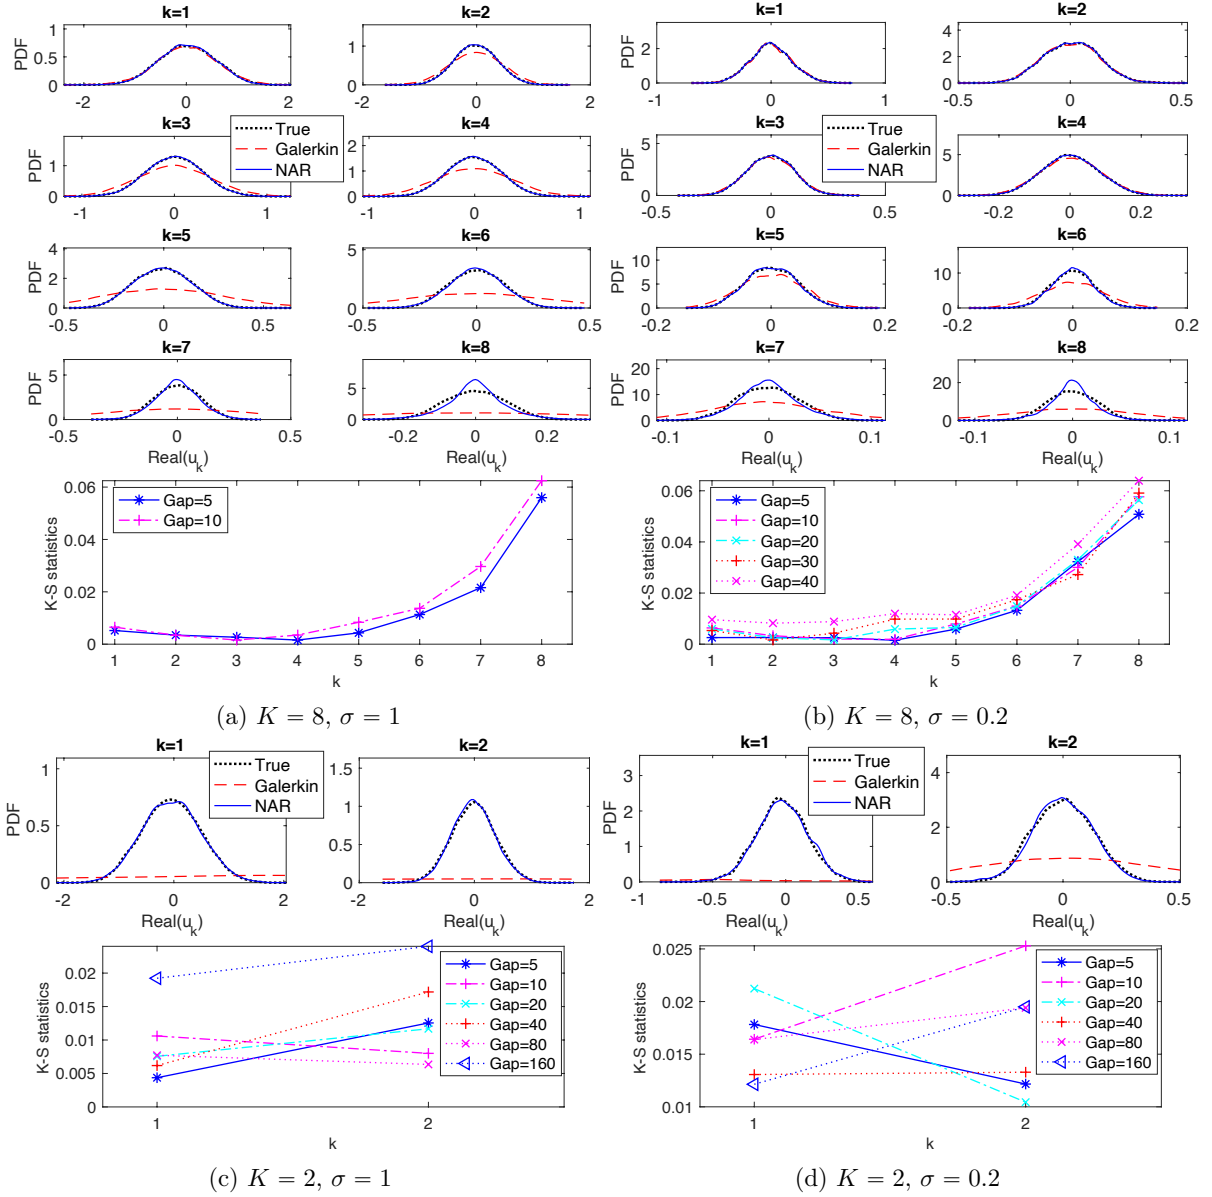 k=1
k=2
PDF
1
0.5
0
-2
0
2
2
1
0
-2
0
2
k=3
k=4
PDF
1
0
-1
0
1
2
1
0
-1
0
1
True
Galerkin
NAR
k=5
k=6
PDF
4
2
0
-0.5
0
0.5
5
0
-0.5
0
0.5
k=7
k=8
PDF
5
0
-0.5
0
0.5
Real(u_k)
5
0
-0.2
0
0.2
Real(u_k)
K-S statistics
0.06
0.04
0.02
0
1 2 3 4 5 6 7 8
k
Gap=5
Gap=10
(a) K = 8, σ = 1
k=1
k=2
PDF
2
0
-1
0
1
4
2
0
-0.5
0
0.5
k=3
k=4
PDF
5
0
-0.5
0
0.5
10
5
0
-0.2
0
0.2
True
Galerkin
NAR
k=5
k=6
PDF
10
5
0
-0.2
0
0.2
10
0
-0.2
0
0.2
k=7
k=8
PDF
20
10
0
-0.1
0
0.1
Real(u_k)
20
0
-0.1
0
0.1
Real(u_k)
K-S statistics
0.06
0.04
0.02
0
1 2 3 4 5 6 7 8
k
Gap=5
Gap=10
Gap=20
Gap=30
Gap=40
(b) K = 8, σ = 0.2
k=1
k=2
PDF
1
0.5
0
-2
0
2
Real(u_k)
1.5
1
0.5
0
-2
0
2
Real(u_k)
True
Galerkin
NAR
K-S statistics
0.02
0.015
0.01
0.005
0
1 2
k
Gap=5
Gap=10
Gap=20
Gap=40
Gap=80
Gap=160
(c) K = 2, σ = 1
k=1
k=2
PDF
3
2
1
0
-1
-0.5
0
0.5
Real(u_k)
4
2
0
-0.5
0
0.5
Real(u_k)
True
Galerkin
NAR
K-S statistics
0.025
0.02
0.015
0.01
1 2
k
Gap=5
Gap=10
Gap=20
Gap=40
Gap=80
Gap=160
(d) K = 2, σ = 0.2